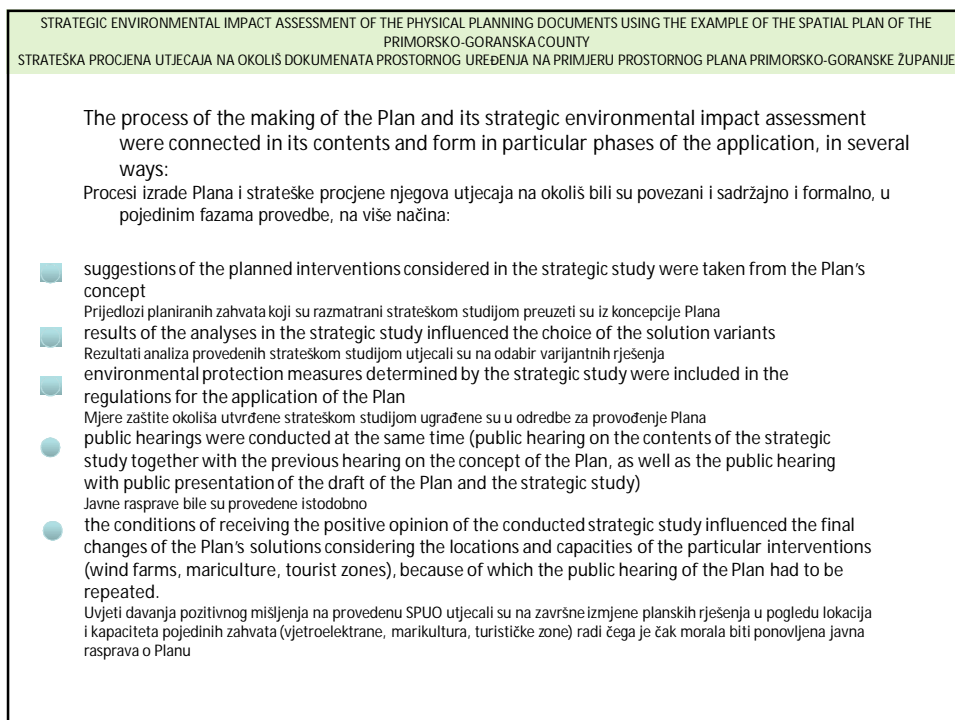 STRATEGIC ENVIRONMENTAL IMPACT ASSESSMENT OF THE PHYSICAL PLANNING DOCUMENTS USING THE EXAMPLE OF THE SPATIAL PLAN OF THE
PRIMORSKO-GORANSKA COUNTY
STRATEŠKA PROCJENA UTJECAJA NA OKOLIŠ DOKUMENATA PROSTORNOG UREĐENJA NA PRIMJERU PROSTORNOG PLANA PRIMORSKO-GORANSKE ŽUPANIJE
The process of the making of the Plan and its strategic environmental impact assessment
were connected in its contents and form in particular phases of the application, in several
ways:
Procesi izrade Plana i strateške procjene njegova utjecaja na okoliš bili su povezani i sadržajno i formalno, u
pojedinim fazama provedbe, na više načina:
suggestions of the planned interventions considered in the strategic study were taken from the Plan's
concept
Prijedlozi planiranih zahvata koji su razmatrani strateškom studijom preuzeti su iz koncepcije Plana
results of the analyses in the strategic study influenced the choice of the solution variants
Rezultati analiza provedenih strateškom studijom utjecali su na odabir varijantnih rješenja
environmental protection measures determined by the strategic study were included in the
regulations for the application of the Plan
Mjere zaštite okoliša utvrđene strateškom studijom ugrađene su u odredbe za provođenje Plana
public hearings were conducted at the same time (public hearing on the contents of the strategic
study together with the previous hearing on the concept of the Plan, as well as the public hearing
with public presentation of the draft of the Plan and the strategic study)
Javne rasprave bile su provedene istodobno
the conditions of receiving the positive opinion of the conducted strategic study influenced the final
changes of the Plan's solutions considering the locations and capacities of the particular interventions
(wind farms, mariculture, tourist zones), because of which the public hearing of the Plan had to be
repeated.
Uvjeti davanja pozitivnog mišljenja na provedenu SPUO utjecali su na završne izmjene planskih rješenja u pogledu lokacija
i kapaciteta pojedinih zahvata (vjetroelektrane, marikultura, turističke zone) radi čega je čak morala biti ponovljena javna
rasprava o Planu